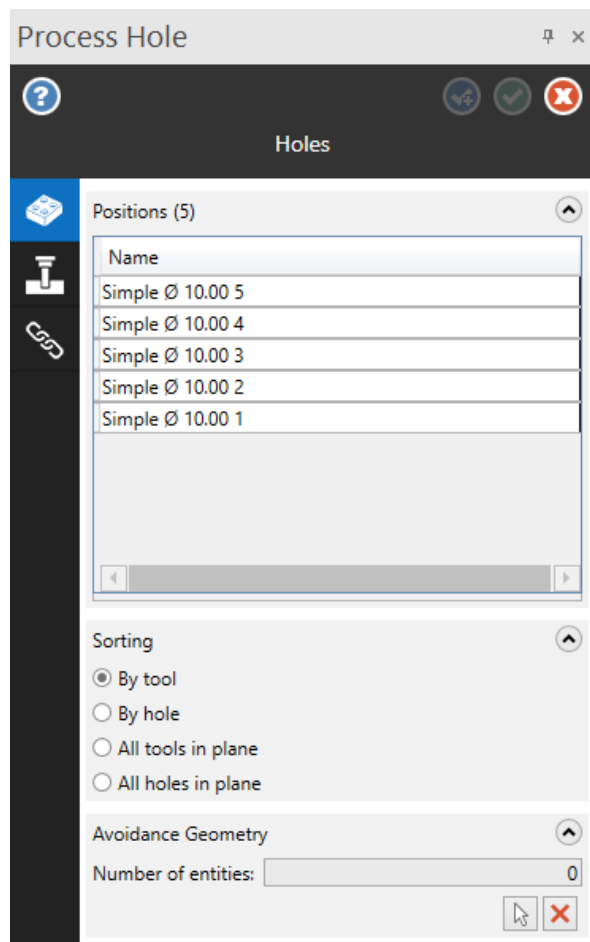 Process Hole
Holes
Positions (5)
Name
Simple Ø 10.00 5
Simple Ø 10.00 4
Simple Ø 10.00 3
Simple Ø 10.00 2
Simple Ø 10.00 1
Sorting
By tool
By hole
All tools in plane
All holes in plane
Avoidance Geometry
Number of entities: 0